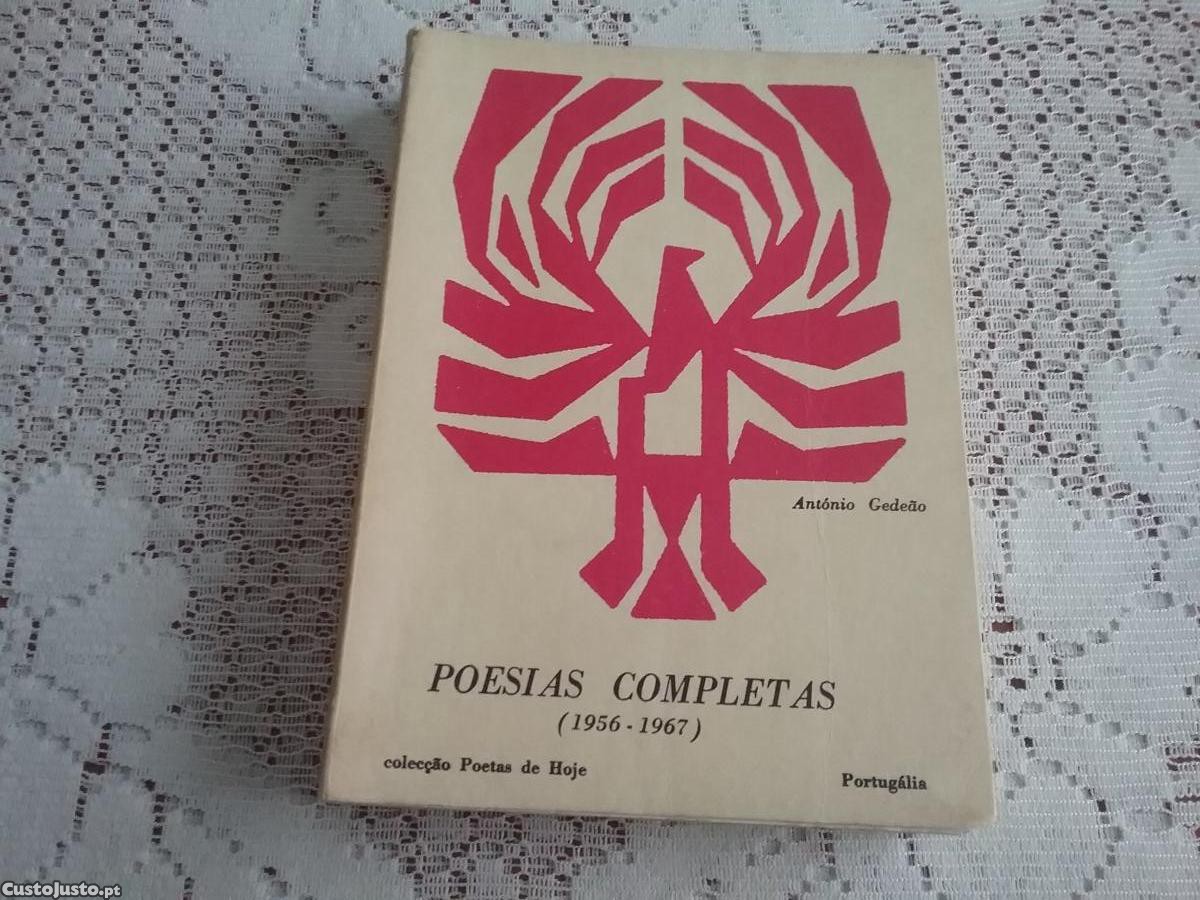 António Gedeão
POESIAS COMPLETAS
(1956 - 1967)
colecção Poetas de Hoje
Portugália
CustoJusto.pt